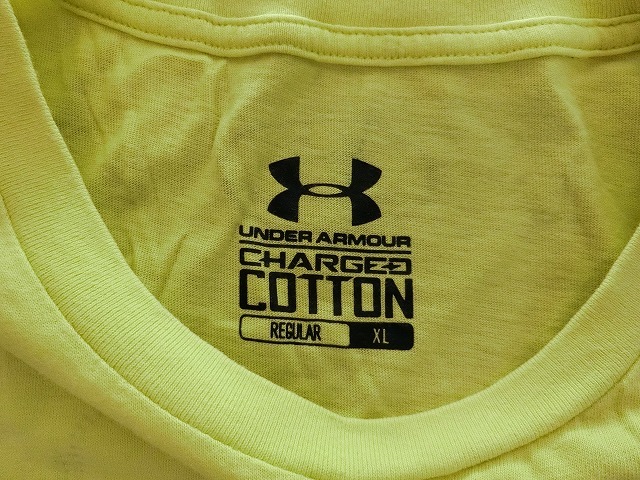 UNDER ARMOUR
CHARGED
COTTON
REGULAR XL